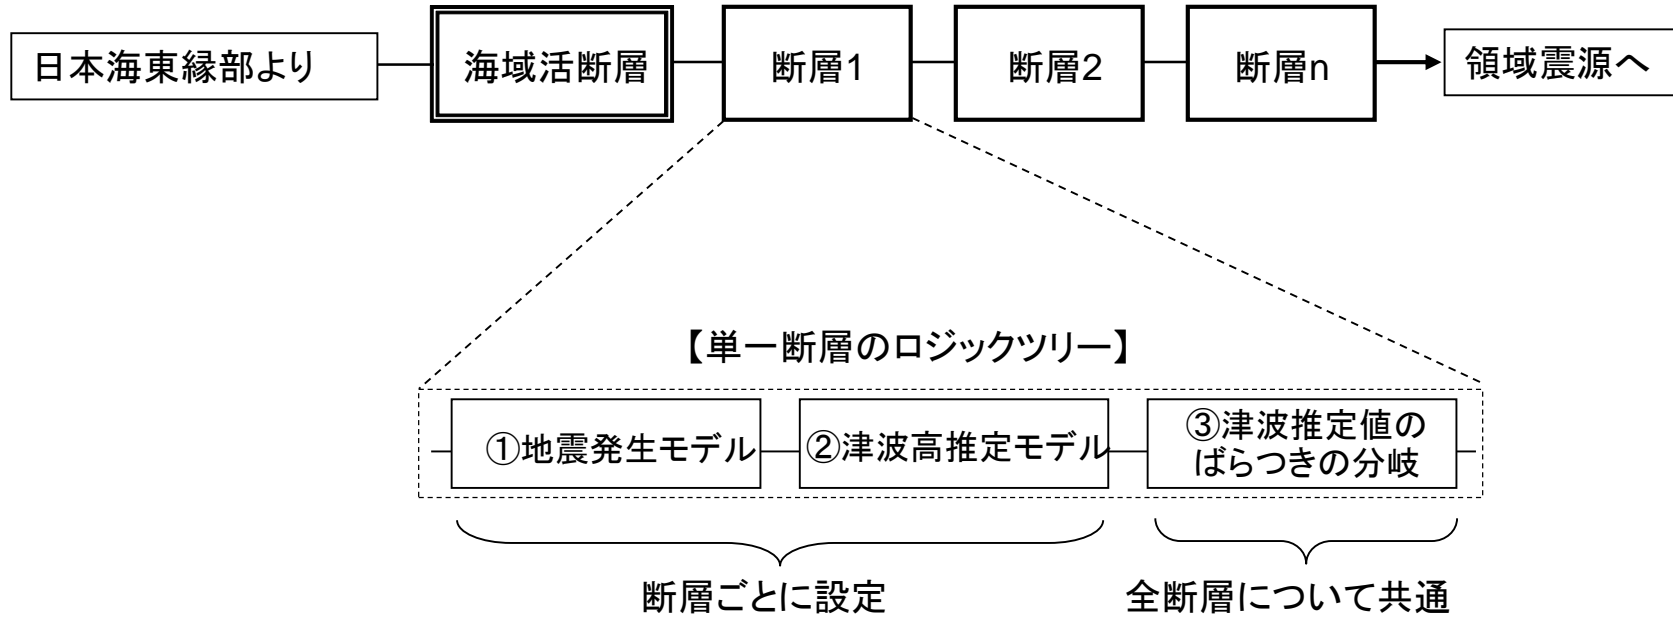 日本海東縁部より
海域活断層
断層1
断層2
断層n
領域震源へ
【単一断層のロジックツリー】
①地震発生モデル
②津波高推定モデル
③津波推定値の
ばらつきの分岐
断層ごとに設定
全断層について共通